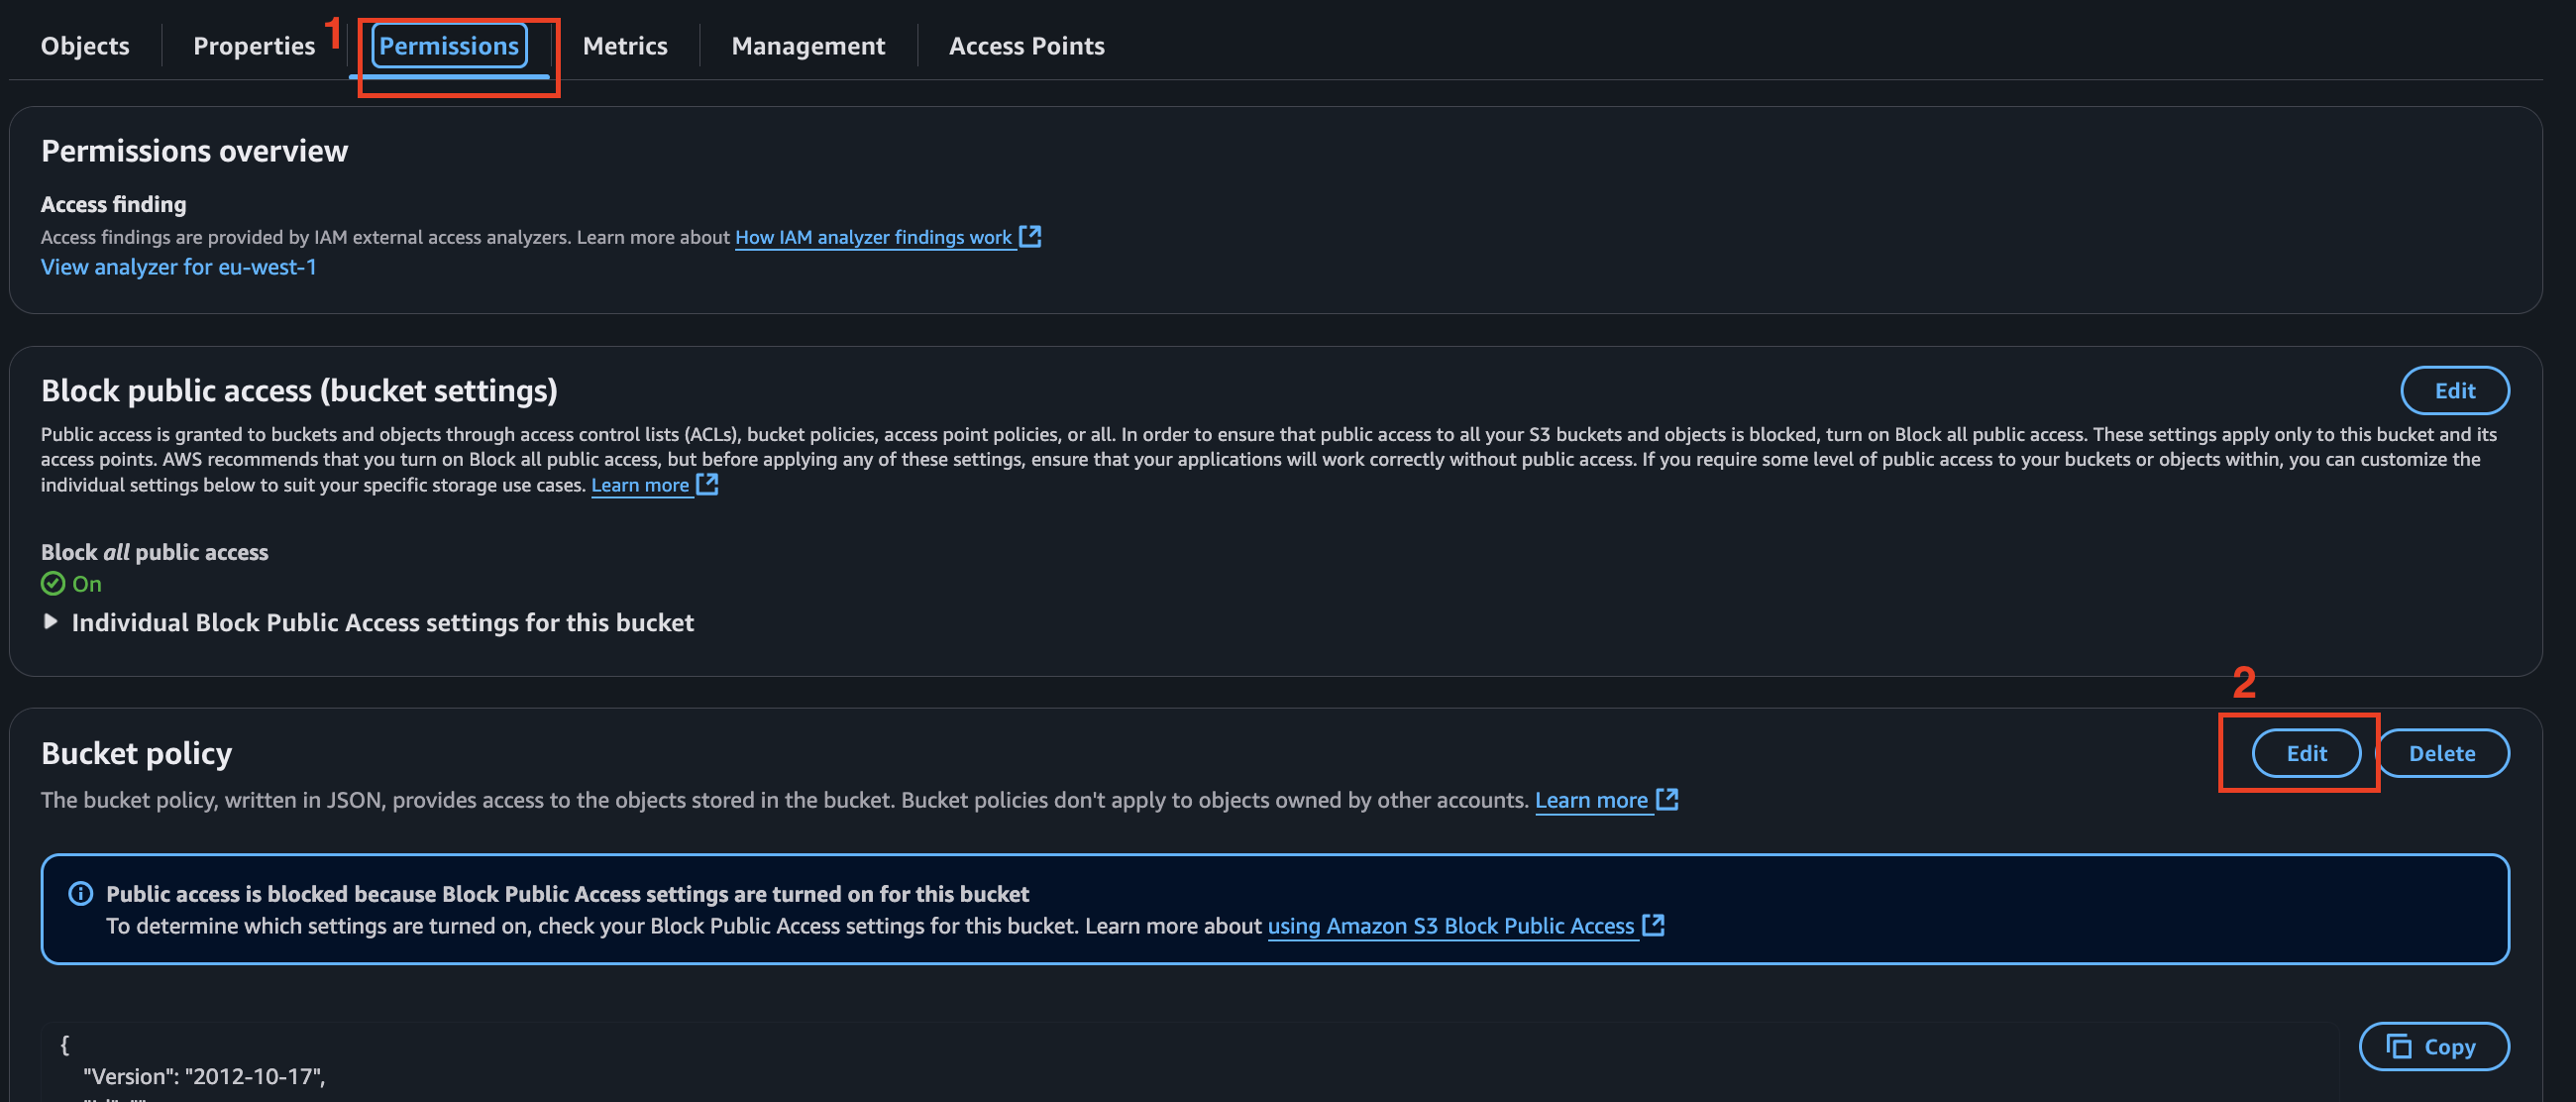 Objects
Properties
1
Permissions
Metrics
Management
Access Points
Permissions overview
Access finding
Access findings are provided by IAM external access analyzers. Learn more about How IAM analyzer findings work
View analyzer for eu-west-1
Block public access (bucket settings)
Edit
Public access is granted to buckets and objects through access control lists (ACLs), bucket policies, access point policies, or all. In order to ensure that public access to all your S3 buckets and objects is blocked, turn on Block all public access. These settings apply only to this bucket and its
access points. AWS recommends that you turn on Block all public access, but before applying any of these settings, ensure that your applications will work correctly without public access. If you require some level of public access to your buckets or objects within, you can customize the
individual settings below to suit your specific storage use cases. Learn more
Block all public access
On
Individual Block Public Access settings for this bucket
2
Bucket policy
Edit
Delete
The bucket policy, written in JSON, provides access to the objects stored in the bucket. Bucket policies don't apply to objects owned by other accounts. Learn more
Public access is blocked because Block Public Access settings are turned on for this bucket
To determine which settings are turned on, check your Block Public Access settings for this bucket. Learn more about using Amazon S3 Block Public Access
{
Copy
"Version": "2012-10-17",